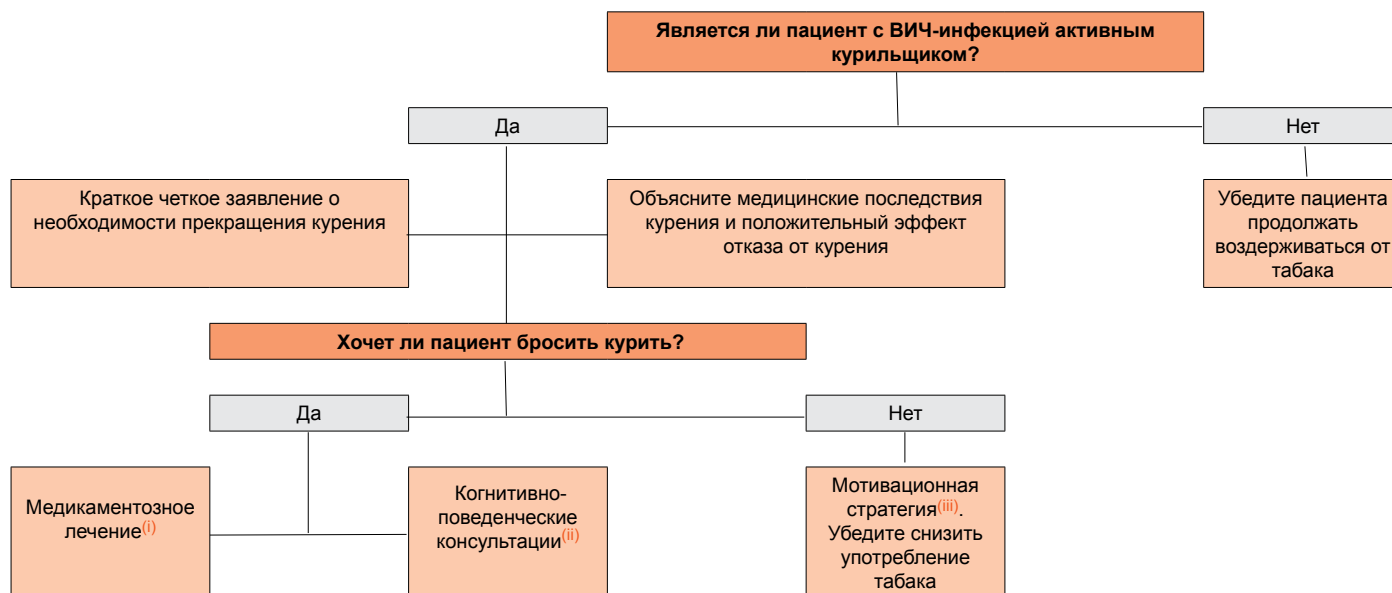 Является ли пациент с ВИЧ-инфекцией активным
курильщиком?
Да
Нет
Краткое четкое заявление о
необходимости прекращения курения
Объясните медицинские последствия
курения и положительный эффект
отказа от курения
Убедите пациента
продолжать
воздерживаться от
табака
Хочет ли пациент бросить курить?
Да
Нет
Медикаментозное
лечение(i)
Когнитивно-
поведенческие
консультации(ii)
Мотивационная
стратегия(iii).
Убедите снизить
употребление
табака